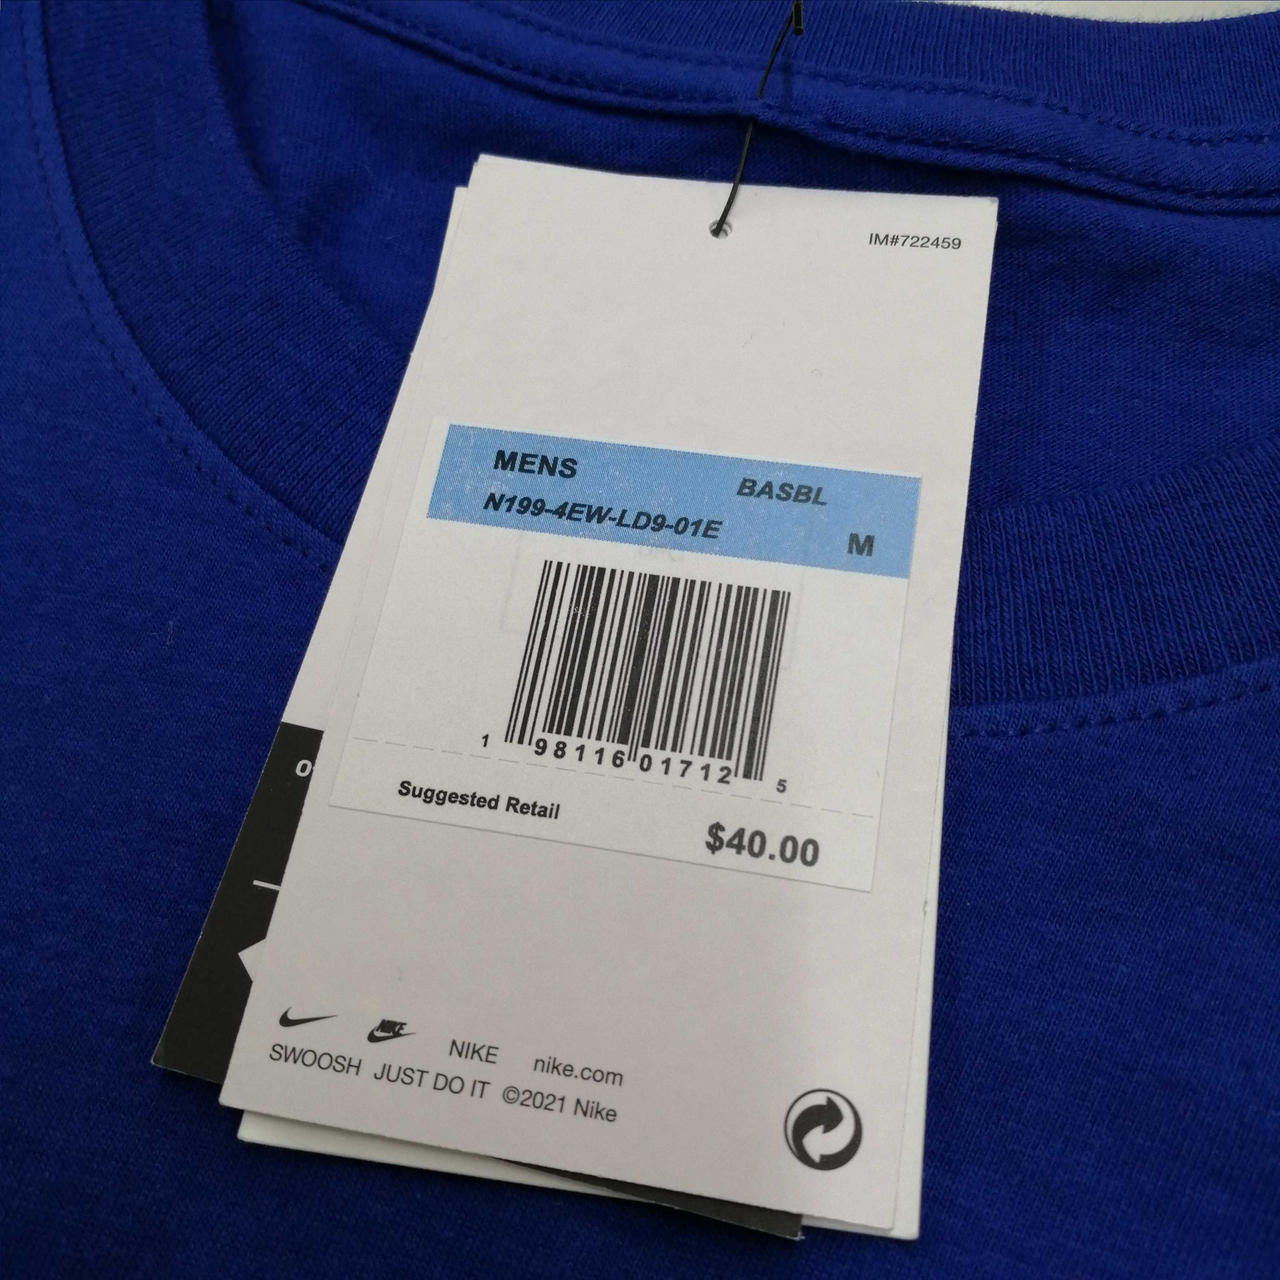 IM#722459
MENS BASBL
N199-4EW-LD9-01E M
1 98116 01712 5
Suggested Retail
$40.00
NIKE
NIKE nike.com
SWOOSH JUST DO IT ©2021 Nike